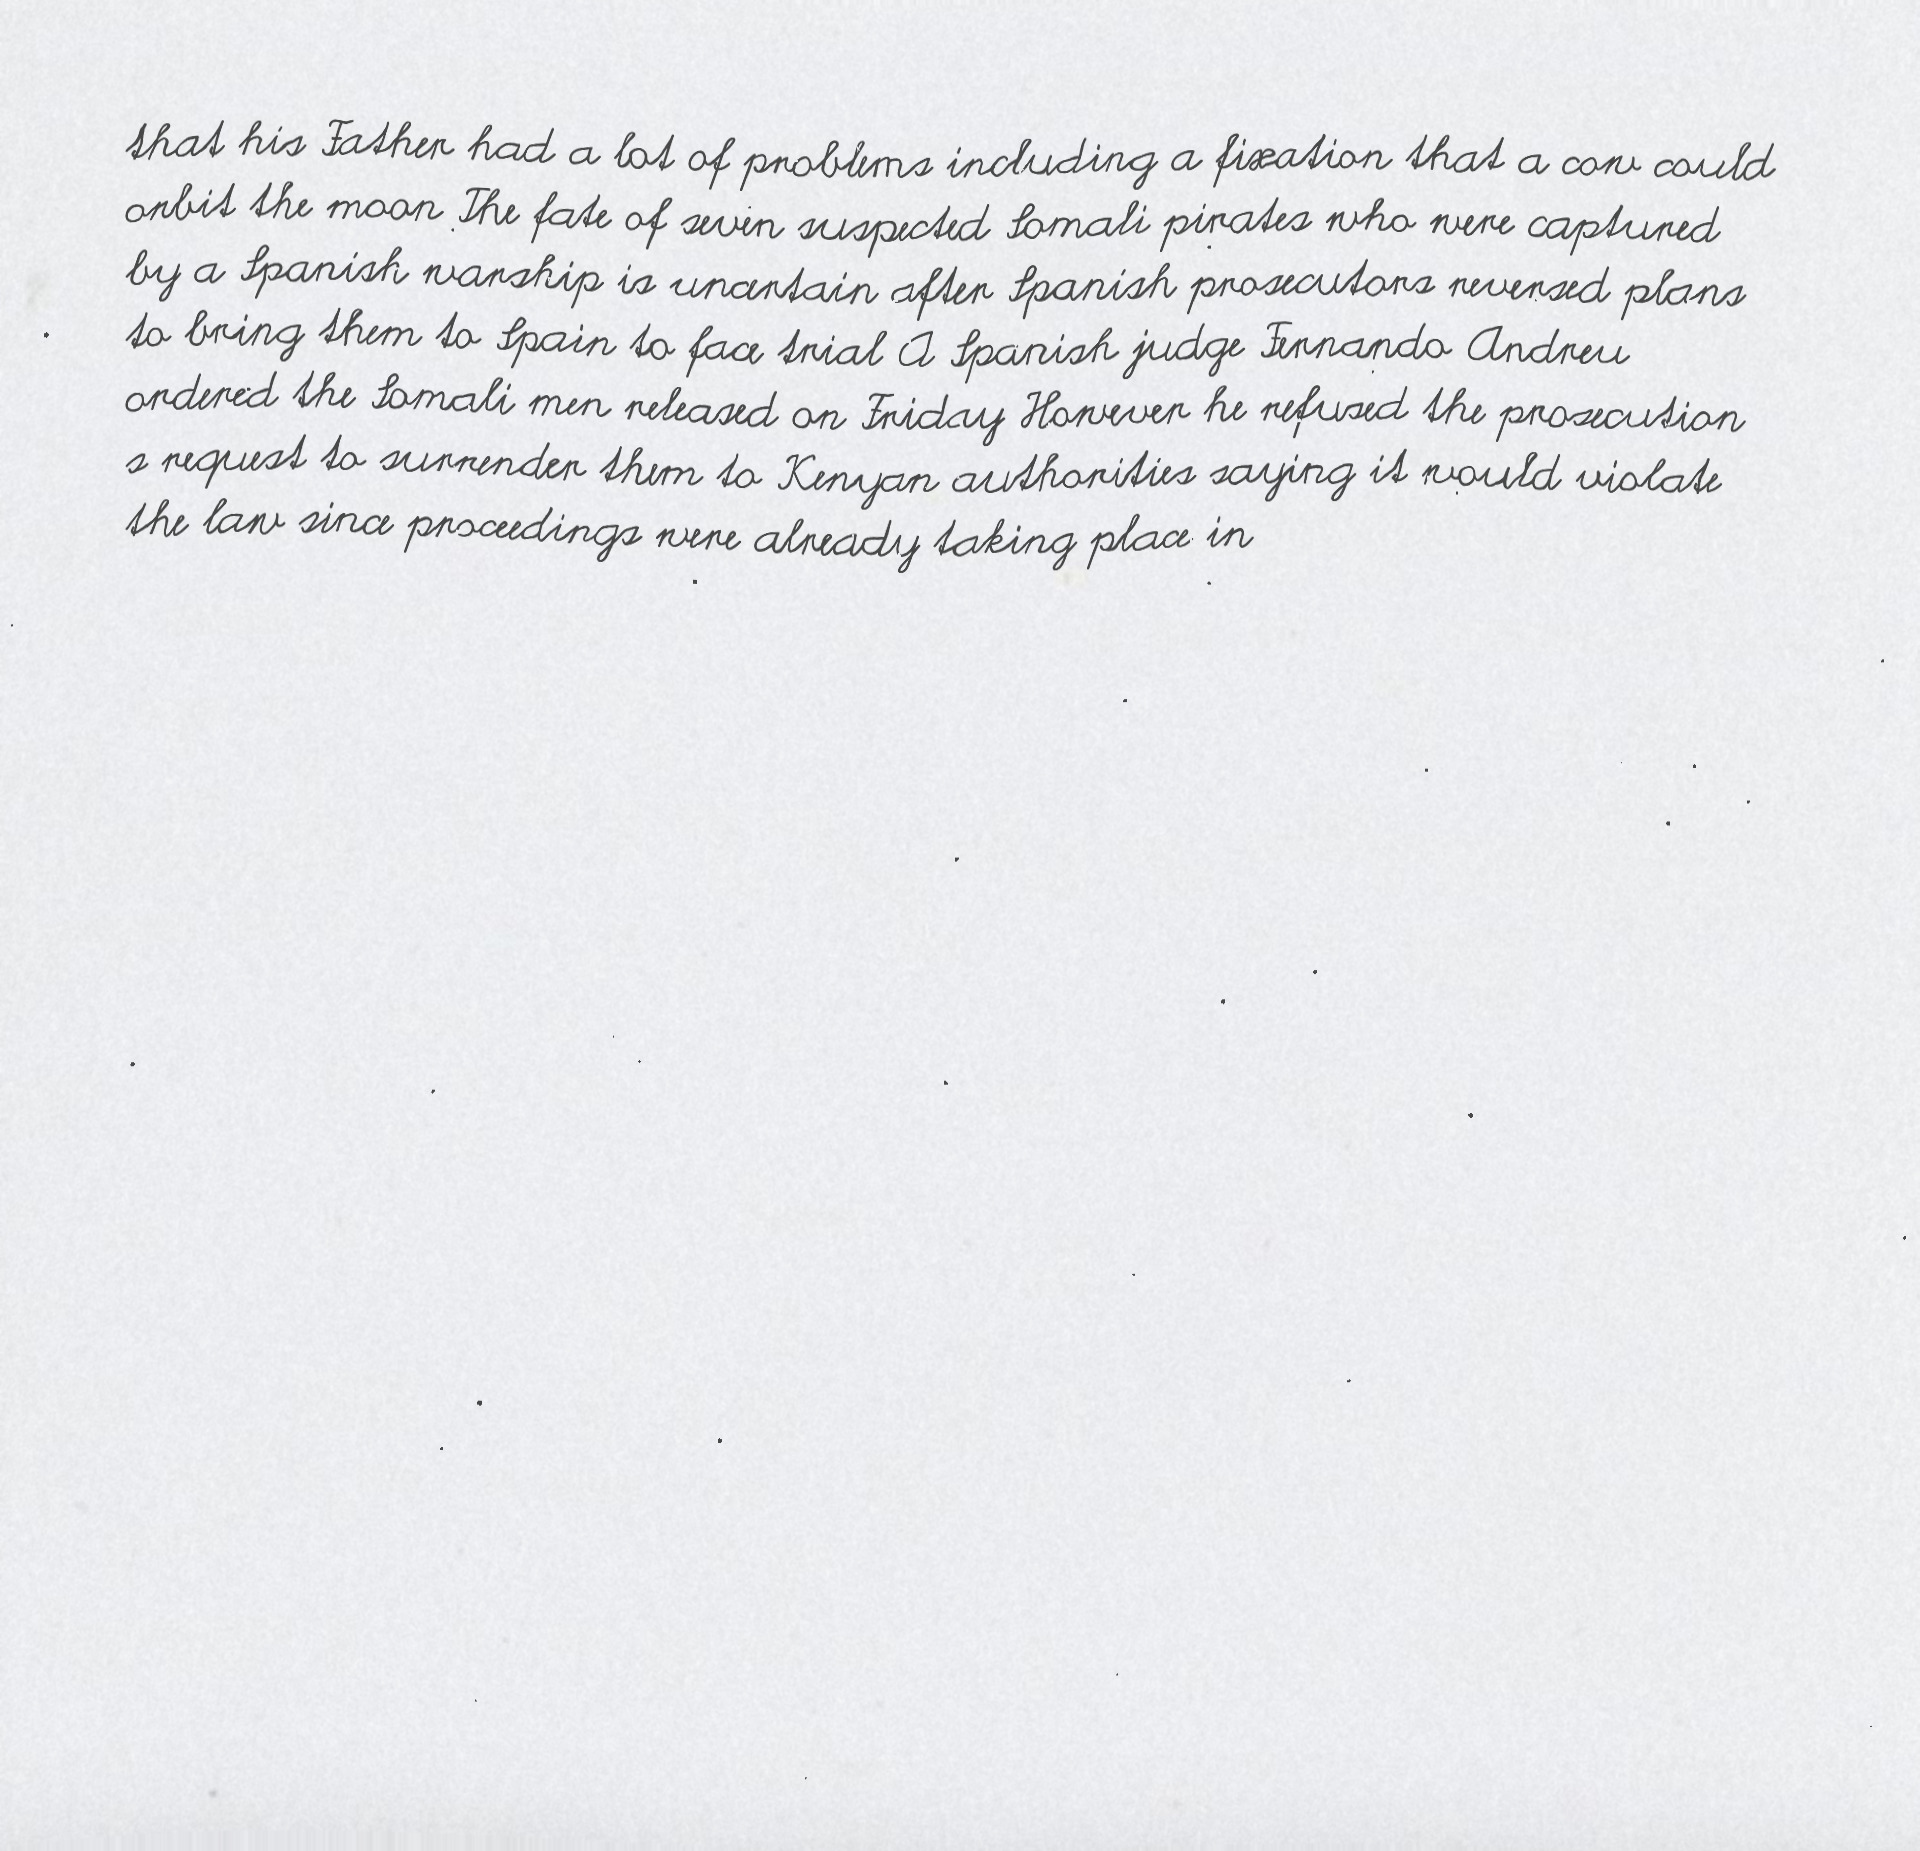 that his Father had a lot of problems including a fixation that a cow could
orbit the moon The fate of seven suspected Somali pirates who were captured
by a Spanish warship is uncertain after Spanish prosecutors reversed plans
to bring them to Spain to face trial A Spanish judge Fernando Andreu
ordered the Somali men released on Friday However he refused the prosecution
s request to surrender them to Kenyan authorities saying it would violate
the law since proceedings were already taking place in